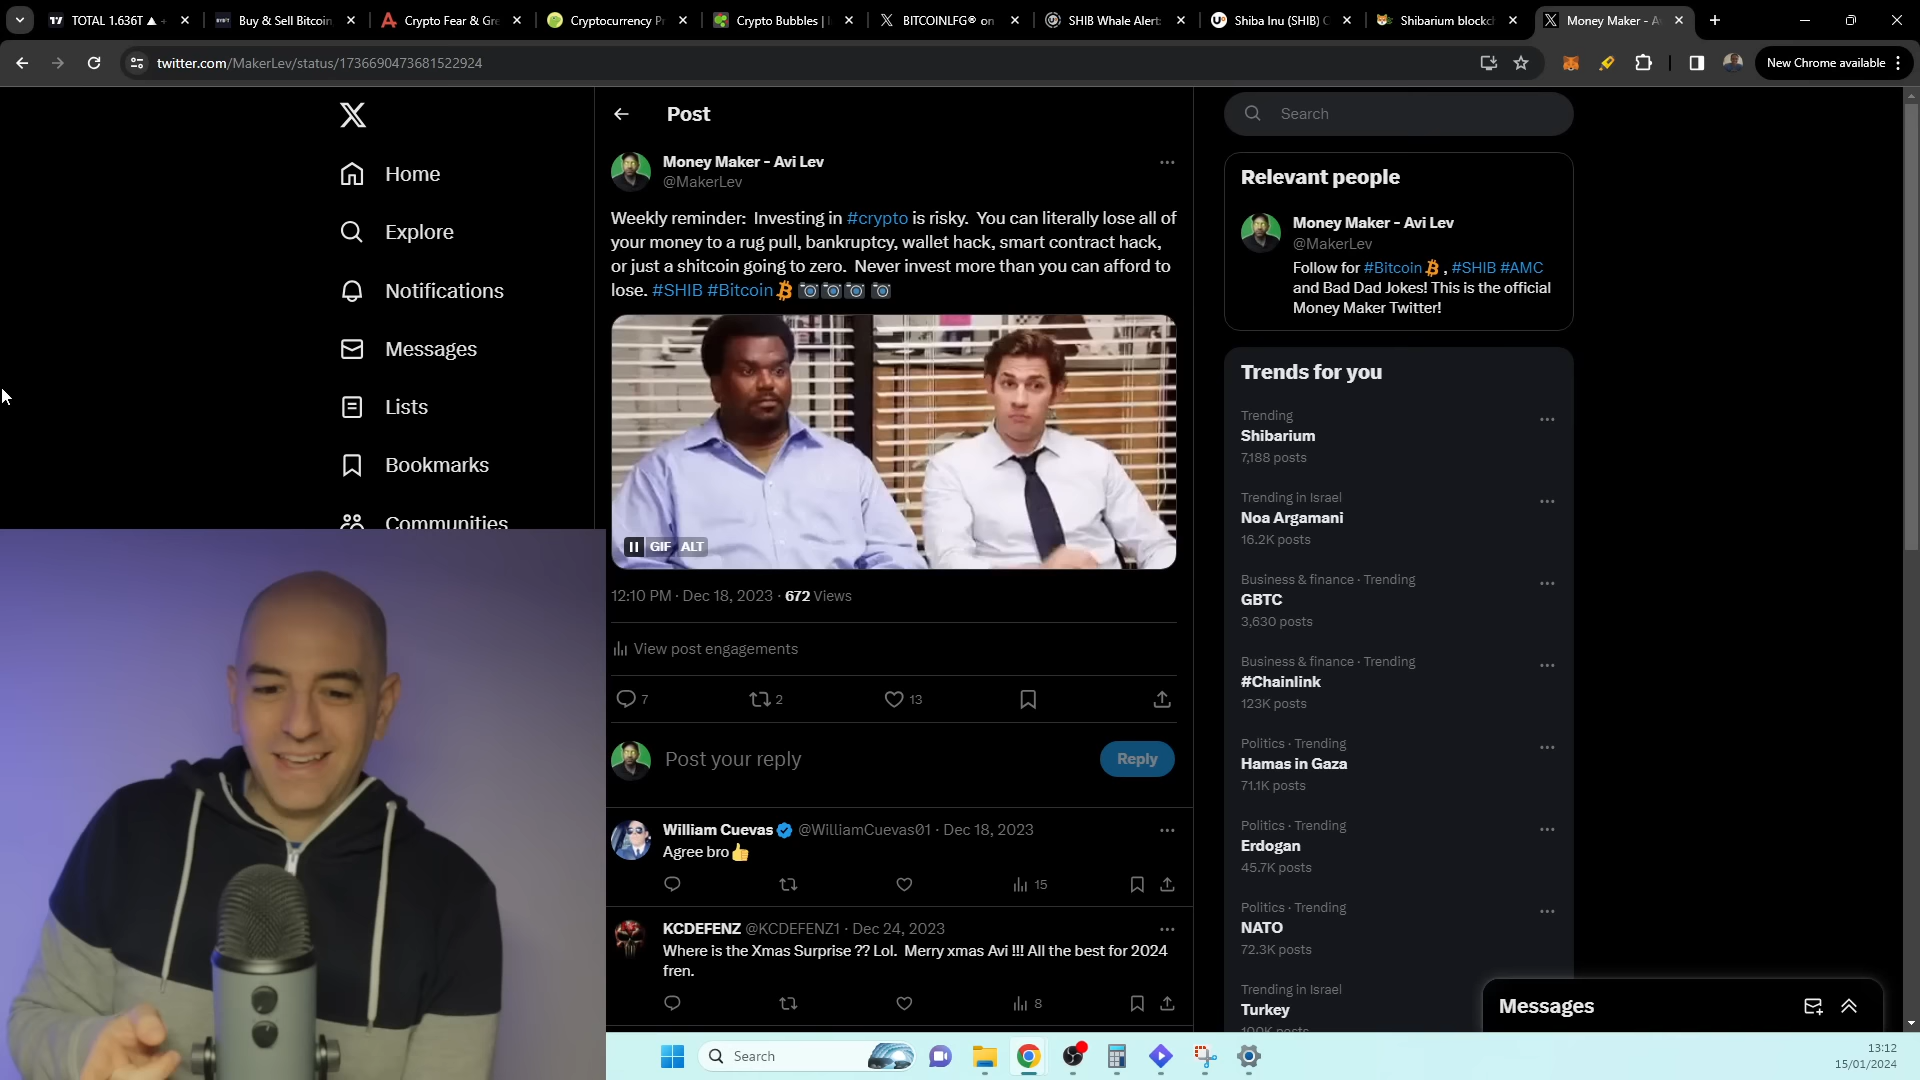 TOTAL 1.636T ▲ +
Buy & Sell Bitcoin
Crypto Fear & Gre
Cryptocurrency Pr
Crypto Bubbles | I
BITCOINLFG® on
SHIB Whale Alert:
Shiba Inu (SHIB) C
Shibarium blockc
Money Maker - A
twitter.com/MakerLev/status/1736690473681522924
New Chrome available
Home
Explore
Notifications
Messages
Lists
Bookmarks
Communities
Post
Money Maker - Avi Lev
@MakerLev
Weekly reminder: Investing in #crypto is risky. You can literally lose all of
your money to a rug pull, bankruptcy, wallet hack, smart contract hack,
or just a shitcoin going to zero. Never invest more than you can afford to
lose. #SHIB #Bitcoin
GIF ALT
12:10 PM · Dec 18, 2023 · 672 Views
View post engagements
7 2 13
Post your reply
Reply
William Cuevas @WilliamCuevas01 · Dec 18, 2023
Agree bro👍
15
KCDEFENZ @KCDEFENZ1 · Dec 24, 2023
Where is the Xmas Surprise ?? Lol. Merry xmas Avi !!! All the best for 2024
fren.
8
Search
Relevant people
Money Maker - Avi Lev
@MakerLev
Follow for #Bitcoin , #SHIB #AMC
and Bad Dad Jokes! This is the official
Money Maker Twitter!
Trends for you
Trending
Shibarium
7,188 posts
Trending in Israel
Noa Argamani
16.2K posts
Business & finance · Trending
GBTC
3,630 posts
Business & finance · Trending
#Chainlink
123K posts
Politics · Trending
Hamas in Gaza
71.1K posts
Politics · Trending
Erdogan
45.7K posts
Politics · Trending
NATO
72.3K posts
Trending in Israel
Turkey
100K posts
Messages
Search
13:12
15/01/2024